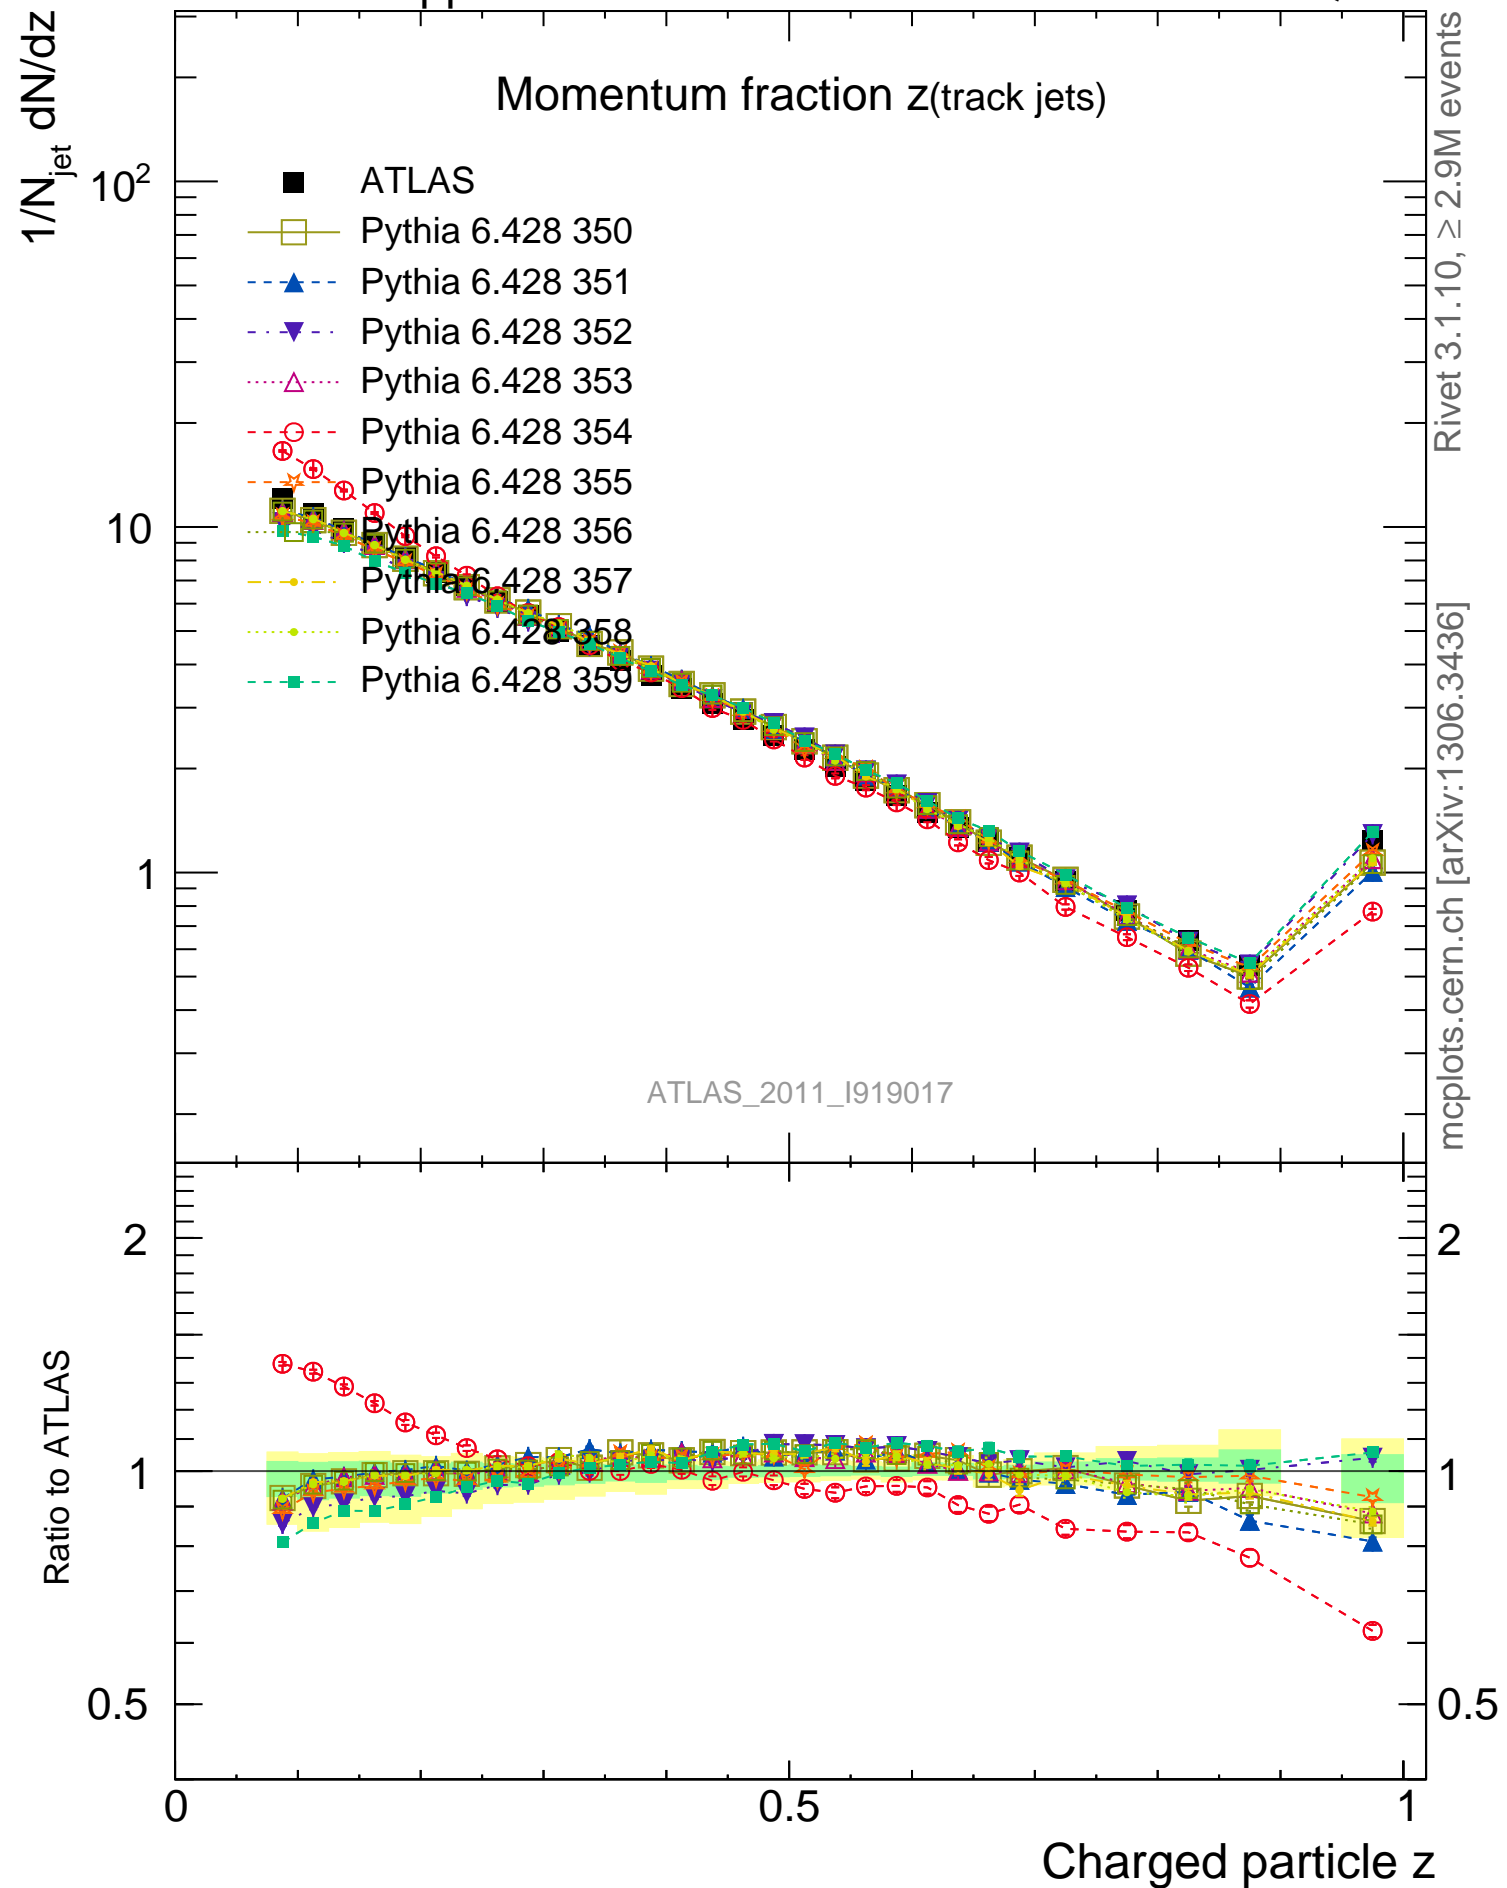 pp
Momentum fraction z(track jets)
1/N_jet dN/dz
10²
10
1
ATLAS
Pythia 6.428 350
Pythia 6.428 351
Pythia 6.428 352
Pythia 6.428 353
Pythia 6.428 354
Pythia 6.428 355
Pythia 6.428 356
Pythia 6.428 357
Pythia 6.428 358
Pythia 6.428 359
ATLAS_2011_I919017
Rivet 3.1.10, ≥ 2.9M events
mcplots.cern.ch [arXiv:1306.3436]
Ratio to ATLAS
2
1
0.5
2
1
0.5
0
0.5
1
Charged particle z